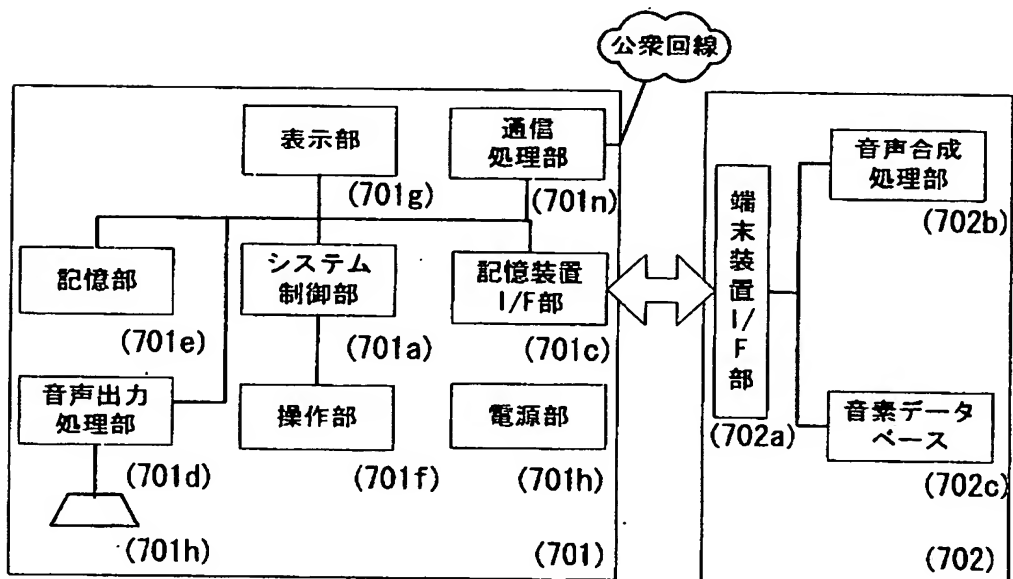 公衆回線
表示部
(701g)
通信
処理部
(701n)
音声合成
処理部
(702b)
記憶部
(701e)
システム
制御部
(701a)
記憶装置
I/F部
(701c)
端
末
装
置
I/
F
部
(702a)
音声出力
処理部
(701d)
操作部
(701f)
電源部
(701h)
音素データ
ベース
(702c)
(701h)
(701)
(702)